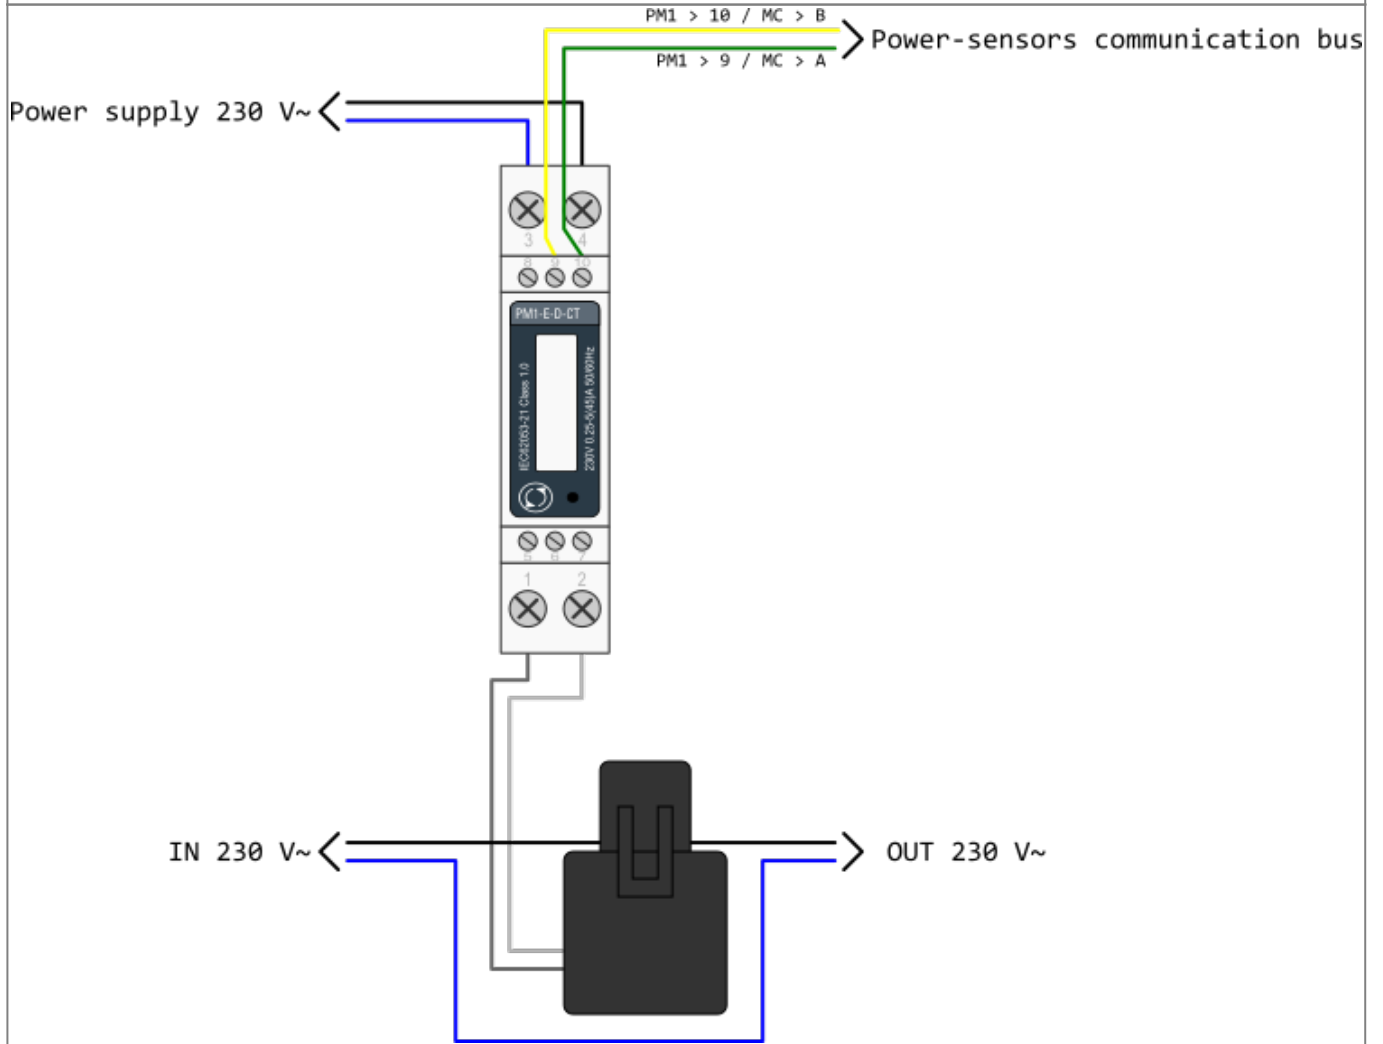 PM1 > 10 / MC > B
Power-sensors communication bus
PM1 > 9 / MC > A
Power supply 230 V~
3 4
8 9 10
PM1-E-D-CT
IEC62053-21 Class 1.0
230V 0.25-5(45)A 50/60Hz
5 6 7
1 2
IN 230 V~
OUT 230 V~